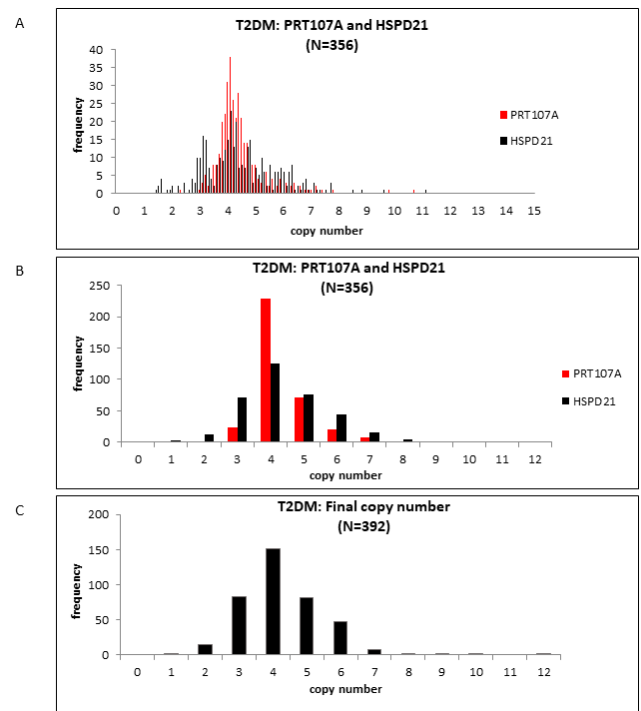 A
T2DM: PRT107A and HSPD21
(N=356)
40
35
30
25
20
15
10
5
0
frequency
PRT107A
HSPD21
0 1 2 3 4 5 6 7 8 9 10 11 12 13 14 15
copy number
B
T2DM: PRT107A and HSPD21
(N=356)
250
200
150
100
50
0
frequency
PRT107A
HSPD21
0 1 2 3 4 5 6 7 8 9 10 11 12
copy number
C
T2DM: Final copy number
(N=392)
200
150
100
50
0
frequency
0 1 2 3 4 5 6 7 8 9 10 11 12
copy number